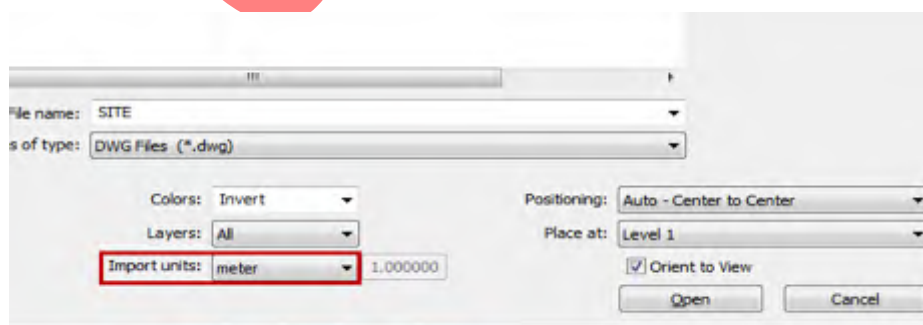 File name: SITE
s of type: DWG Files (*.dwg)
Colors: Invert Positioning: Auto - Center to Center
Layers: All Place at: Level 1
Import units: meter 1.000000 Orient to View
Open Cancel